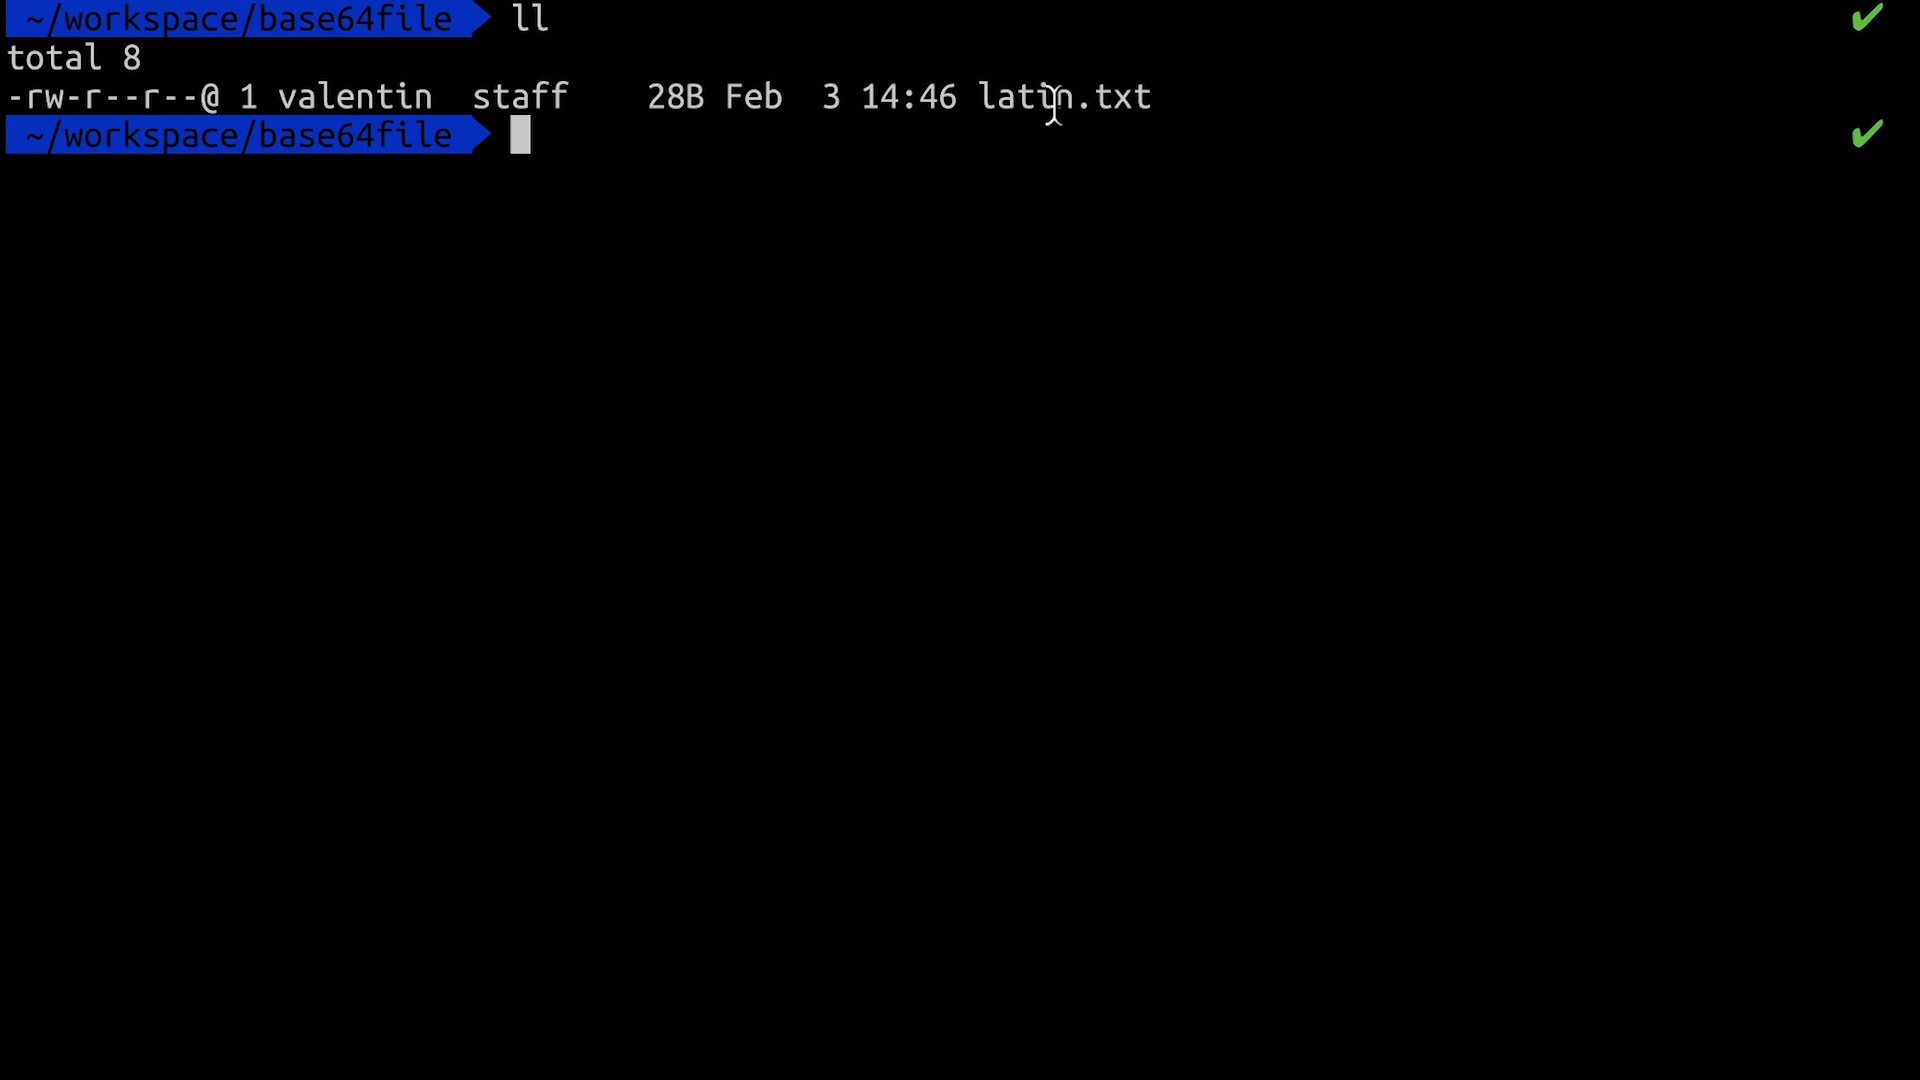 ~/workspace/base64file ll ✔
total 8
-rw-r--r--@ 1 valentin  staff    28B Feb  3 14:46 latin.txt
~/workspace/base64file ✔